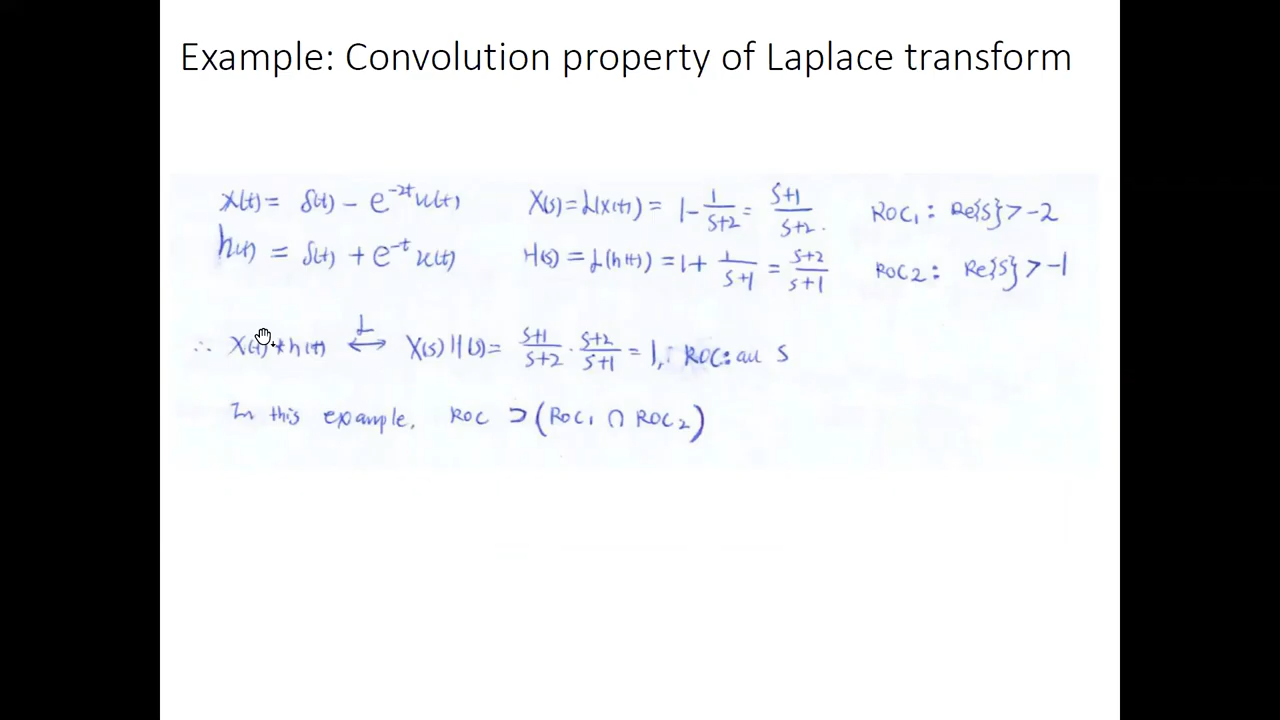 Example: Convolution property of Laplace transform
x(t) = δ(t) − e^{-2t}u(t) X(s) = L(x(t)) = 1 − 1/(s+2) = (s+1)/(s+2). ROC₁ : Re{s} > −2
h(t) = δ(t) + e^{-t}u(t) H(s) = L(h(t)) = 1 + 1/(s+1) = (s+2)/(s+1) ROC₂ : Re{s} > −1
∴ x(t) * h(t) ⟷^{L} X(s)H(s) = (s+1)/(s+2) · (s+2)/(s+1) = 1, ROC: all s
In this example, ROC ⊃ (ROC₁ ∩ ROC₂)